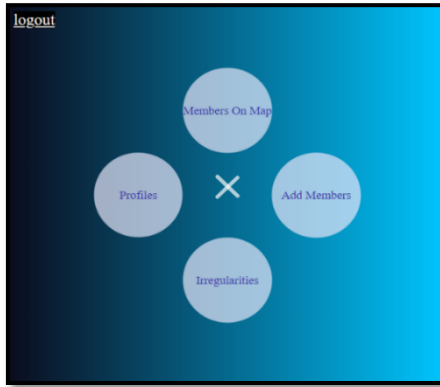 logout
Members On Map
Profiles
Add Members
Irregularities